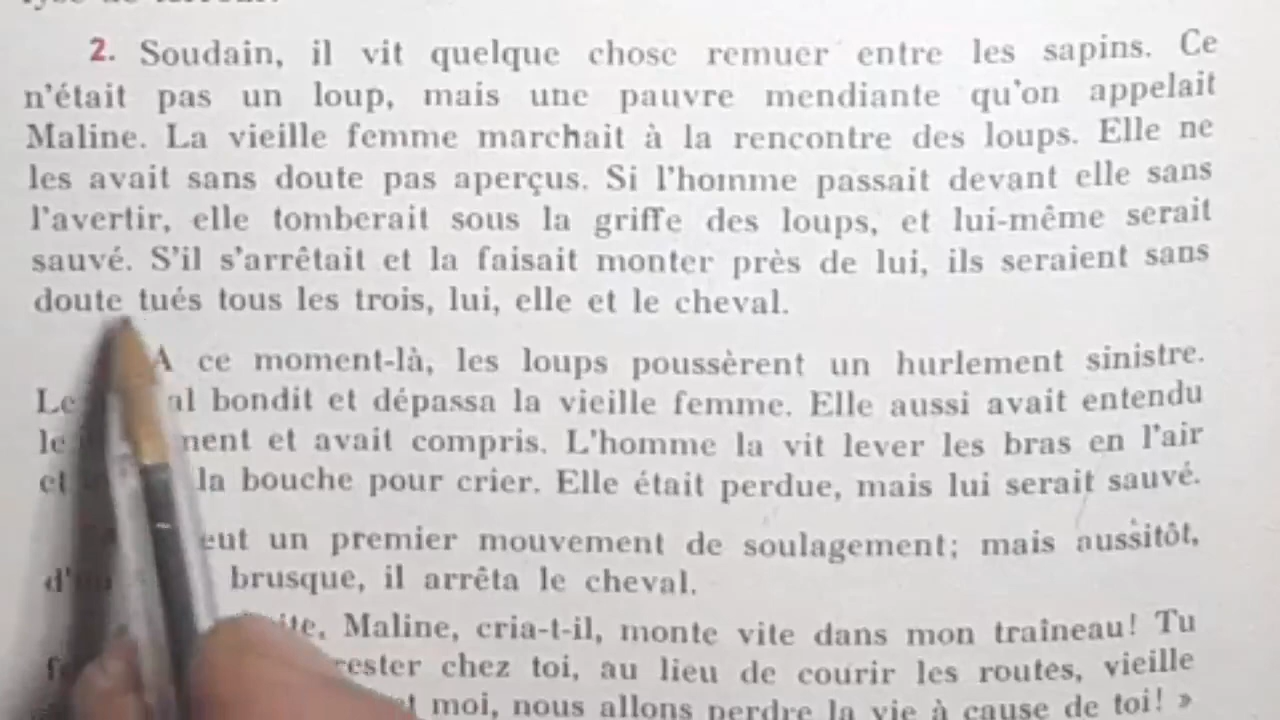 2. Soudain, il vit quelque chose remuer entre les sapins. Ce
n'était pas un loup, mais une pauvre mendiante qu'on appelait
Maline. La vieille femme marchait à la rencontre des loups. Elle ne
les avait sans doute pas aperçus. Si l'homme passait devant elle sans
l'avertir, elle tomberait sous la griffe des loups, et lui-même serait
sauvé. S'il s'arrêtait et la faisait monter près de lui, ils seraient sans
doute tués tous les trois, lui, elle et le cheval.
A ce moment-là, les loups poussèrent un hurlement sinistre.
Le bondit et dépassa la vieille femme. Elle aussi avait entendu
et avait compris. L'homme la vit lever les bras en l'air
et la bouche pour crier. Elle était perdue, mais lui serait sauvé.
eut un premier mouvement de soulagement; mais aussitôt,
brusque, il arrêta le cheval.
Maline, cria-t-il, monte vite dans mon traîneau! Tu
rester chez toi, au lieu de courir les routes, vieille
moi, nous allons perdre la vie à cause de toi! »